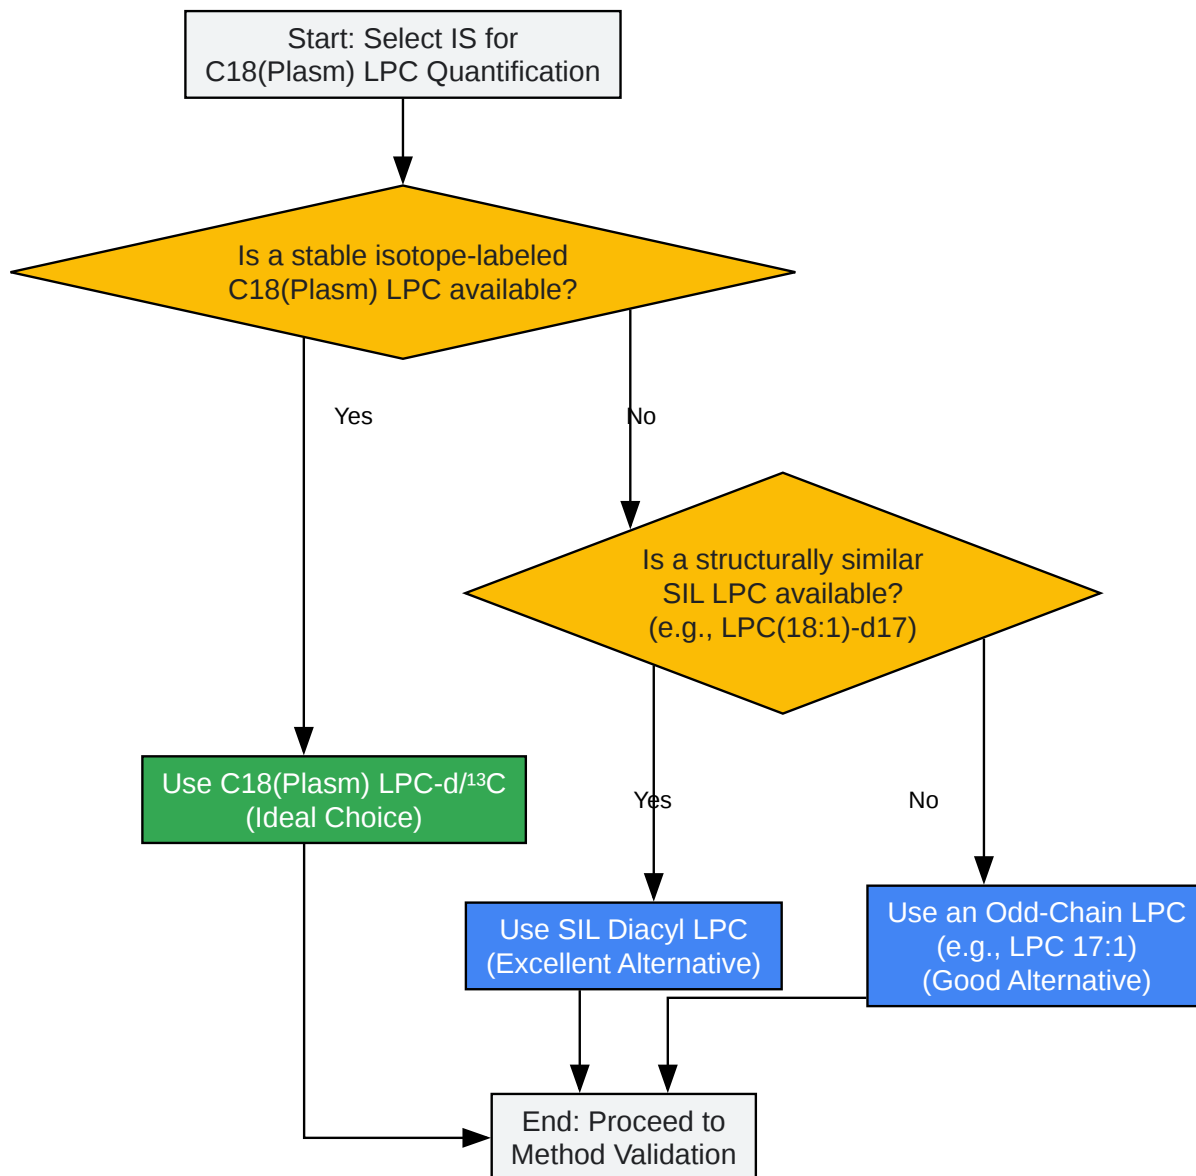 Start: Select IS for
C18(Plasm) LPC Quantification
Is a stable isotope-labeled
C18(Plasm) LPC available?
Yes
No
Is a structurally similar
SIL LPC available?
(e.g., LPC(18:1)-d17)
Use C18(Plasm) LPC-d/¹³C
(Ideal Choice)
Yes
No
Use SIL Diacyl LPC
(Excellent Alternative)
Use an Odd-Chain LPC
(e.g., LPC 17:1)
(Good Alternative)
End: Proceed to
Method Validation